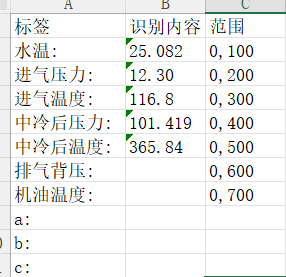 A B C
标签 识别内容 范围
水温: 25.082 0,100
进气压力: 12.30 0,200
进气温度: 116.8 0,300
中冷后压力: 101.419 0,400
中冷后温度: 365.84 0,500
排气背压: 0,600
机油温度: 0,700
a:
b:
c: